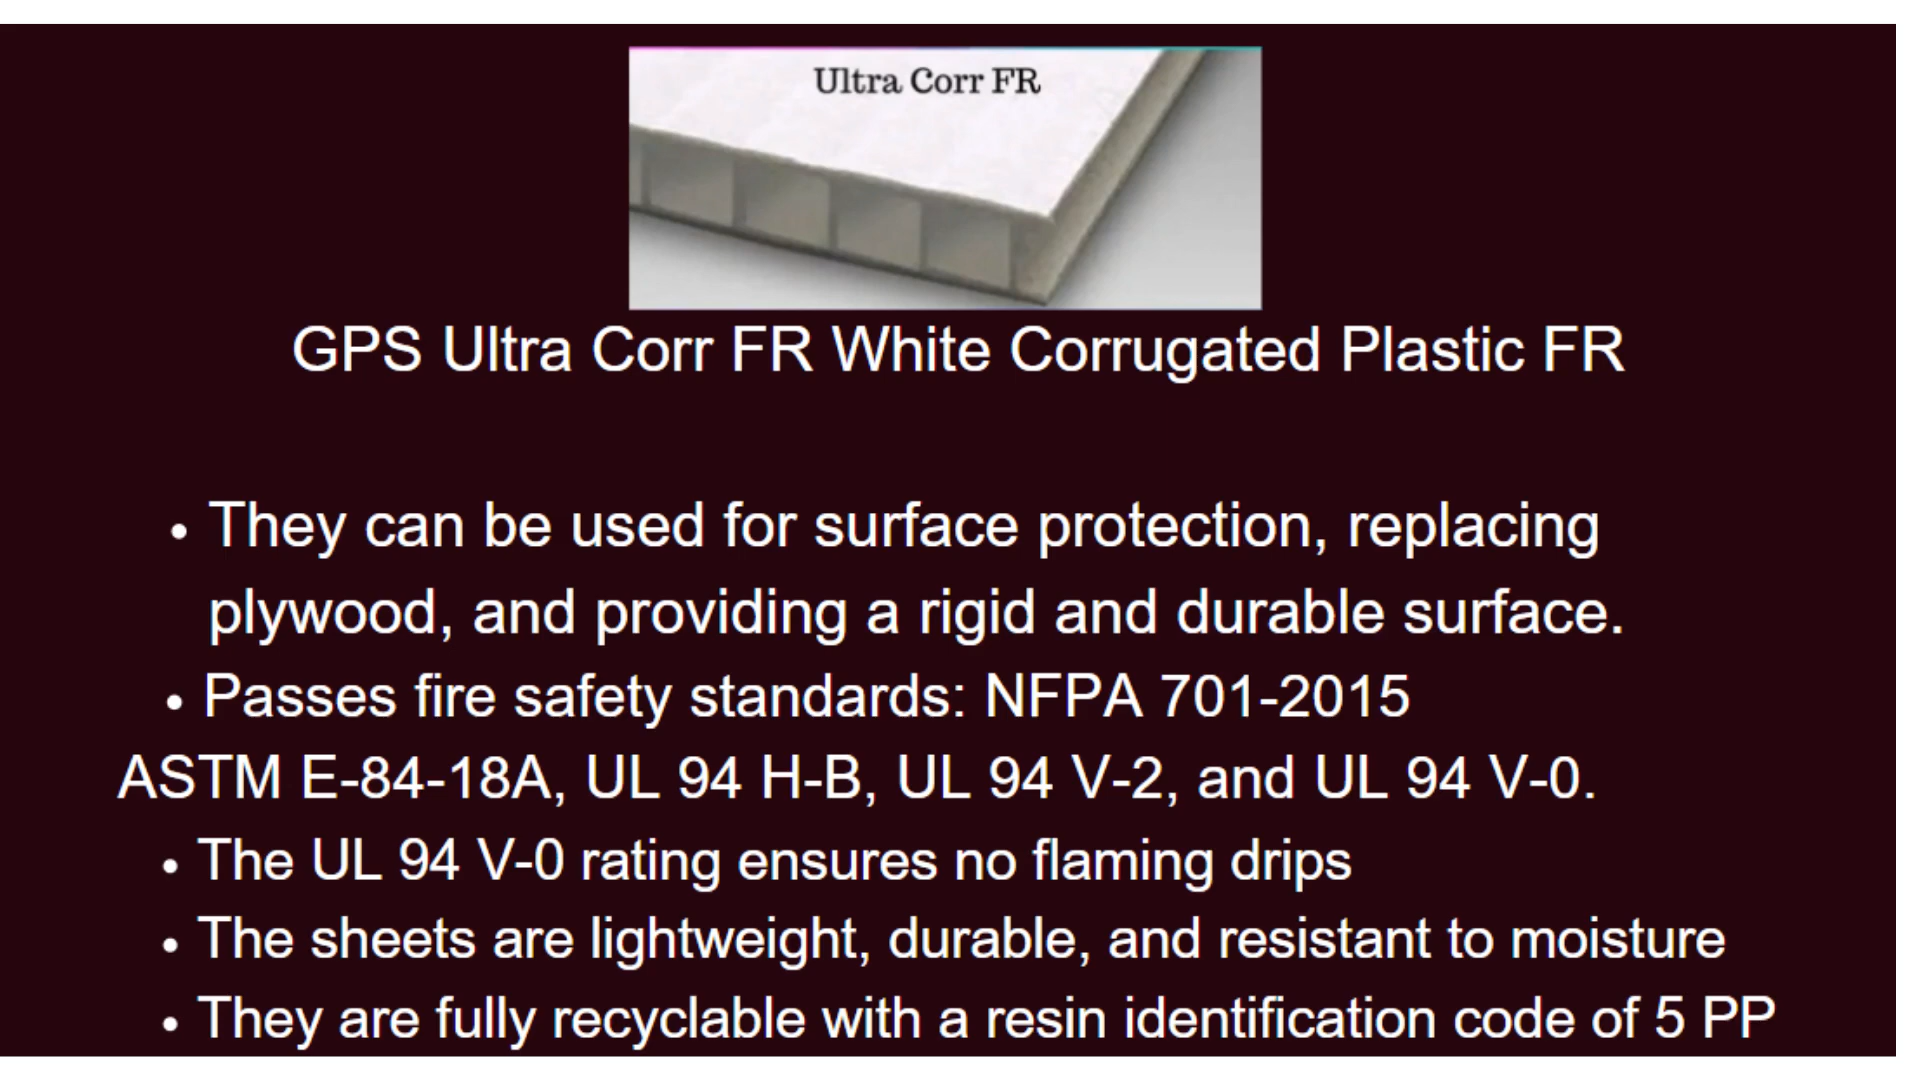 Ultra Corr FR
GPS Ultra Corr FR White Corrugated Plastic FR
• They can be used for surface protection, replacing
plywood, and providing a rigid and durable surface.
• Passes fire safety standards: NFPA 701-2015
ASTM E-84-18A, UL 94 H-B, UL 94 V-2, and UL 94 V-0.
• The UL 94 V-0 rating ensures no flaming drips
• The sheets are lightweight, durable, and resistant to moisture
• They are fully recyclable with a resin identification code of 5 PP